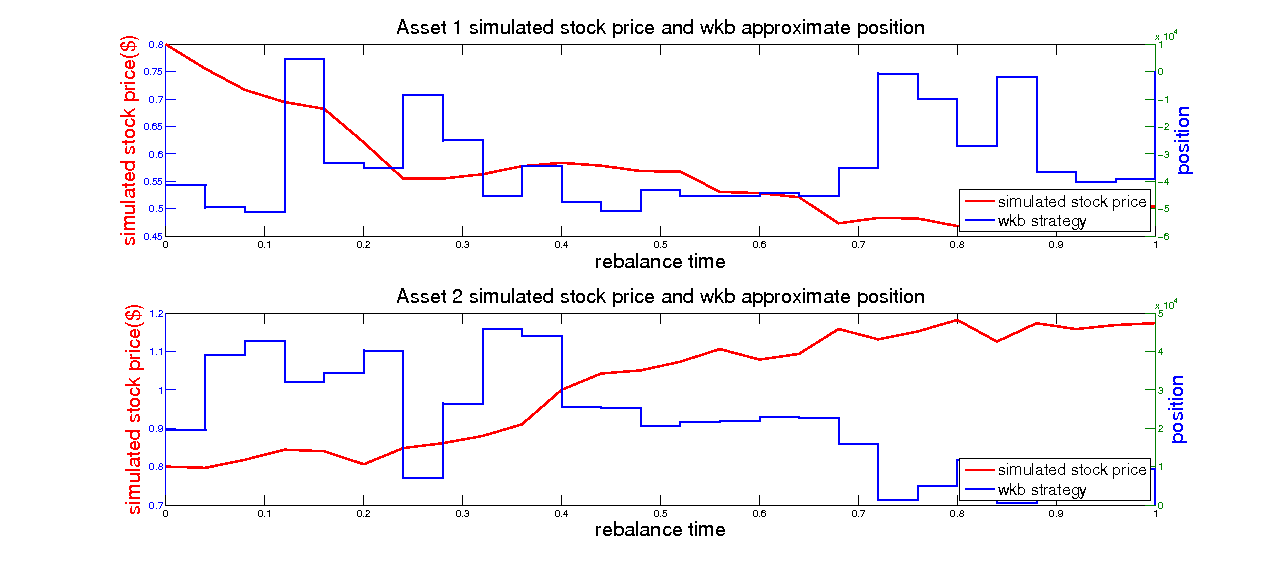 Asset 1 simulated stock price and wkb approximate position
x 10^4
simulated stock price($)
0.8
0.75
0.7
0.65
0.6
0.55
0.5
0.45
1
0
-1
-2
-3
-4
-5
-6
position
simulated stock price
wkb strategy
0 0.1 0.2 0.3 0.4 0.5 0.6 0.7 0.8 0.9 1
rebalance time
Asset 2 simulated stock price and wkb approximate position
x 10^4
simulated stock price($)
1.2
1.1
1
0.9
0.8
0.7
5
4
3
2
1
0
position
simulated stock price
wkb strategy
0 0.1 0.2 0.3 0.4 0.5 0.6 0.7 0.8 0.9 1
rebalance time